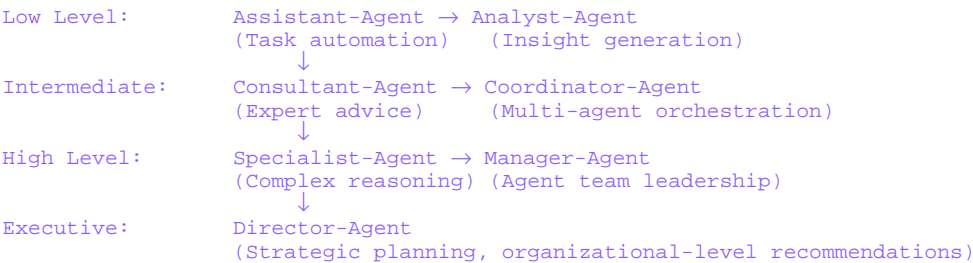 Low Level:      Assistant-Agent → Analyst-Agent
                (Task automation)   (Insight generation)
                      ↓
Intermediate:   Consultant-Agent → Coordinator-Agent
                (Expert advice)     (Multi-agent orchestration)
                      ↓
High Level:     Specialist-Agent → Manager-Agent
                (Complex reasoning) (Agent team leadership)
                      ↓
Executive:      Director-Agent
                (Strategic planning, organizational-level recommendations)